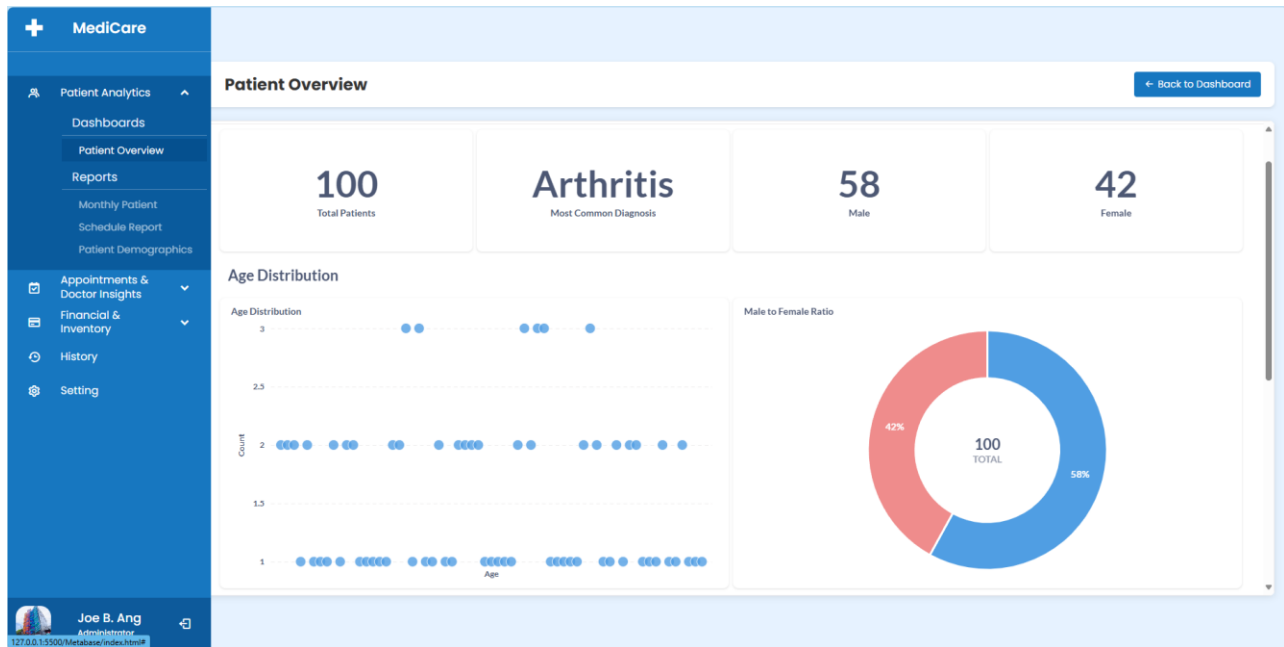 MediCare
Patient Overview
← Back to Dashboard
Patient Analytics
Dashboards
Patient Overview
Reports
Monthly Patient
Schedule Report
Patient Demographics
Appointments &
Doctor Insights
Financial &
Inventory
History
Setting
100
Total Patients
Arthritis
Most Common Diagnosis
58
Male
42
Female
Age Distribution
Age Distribution
3
2.5
2
1.5
1
Count
Age
Male to Female Ratio
42%
100
TOTAL
58%
Joe B. Ang
Administrator
127.0.0.1:5500/Metabase/index.html#